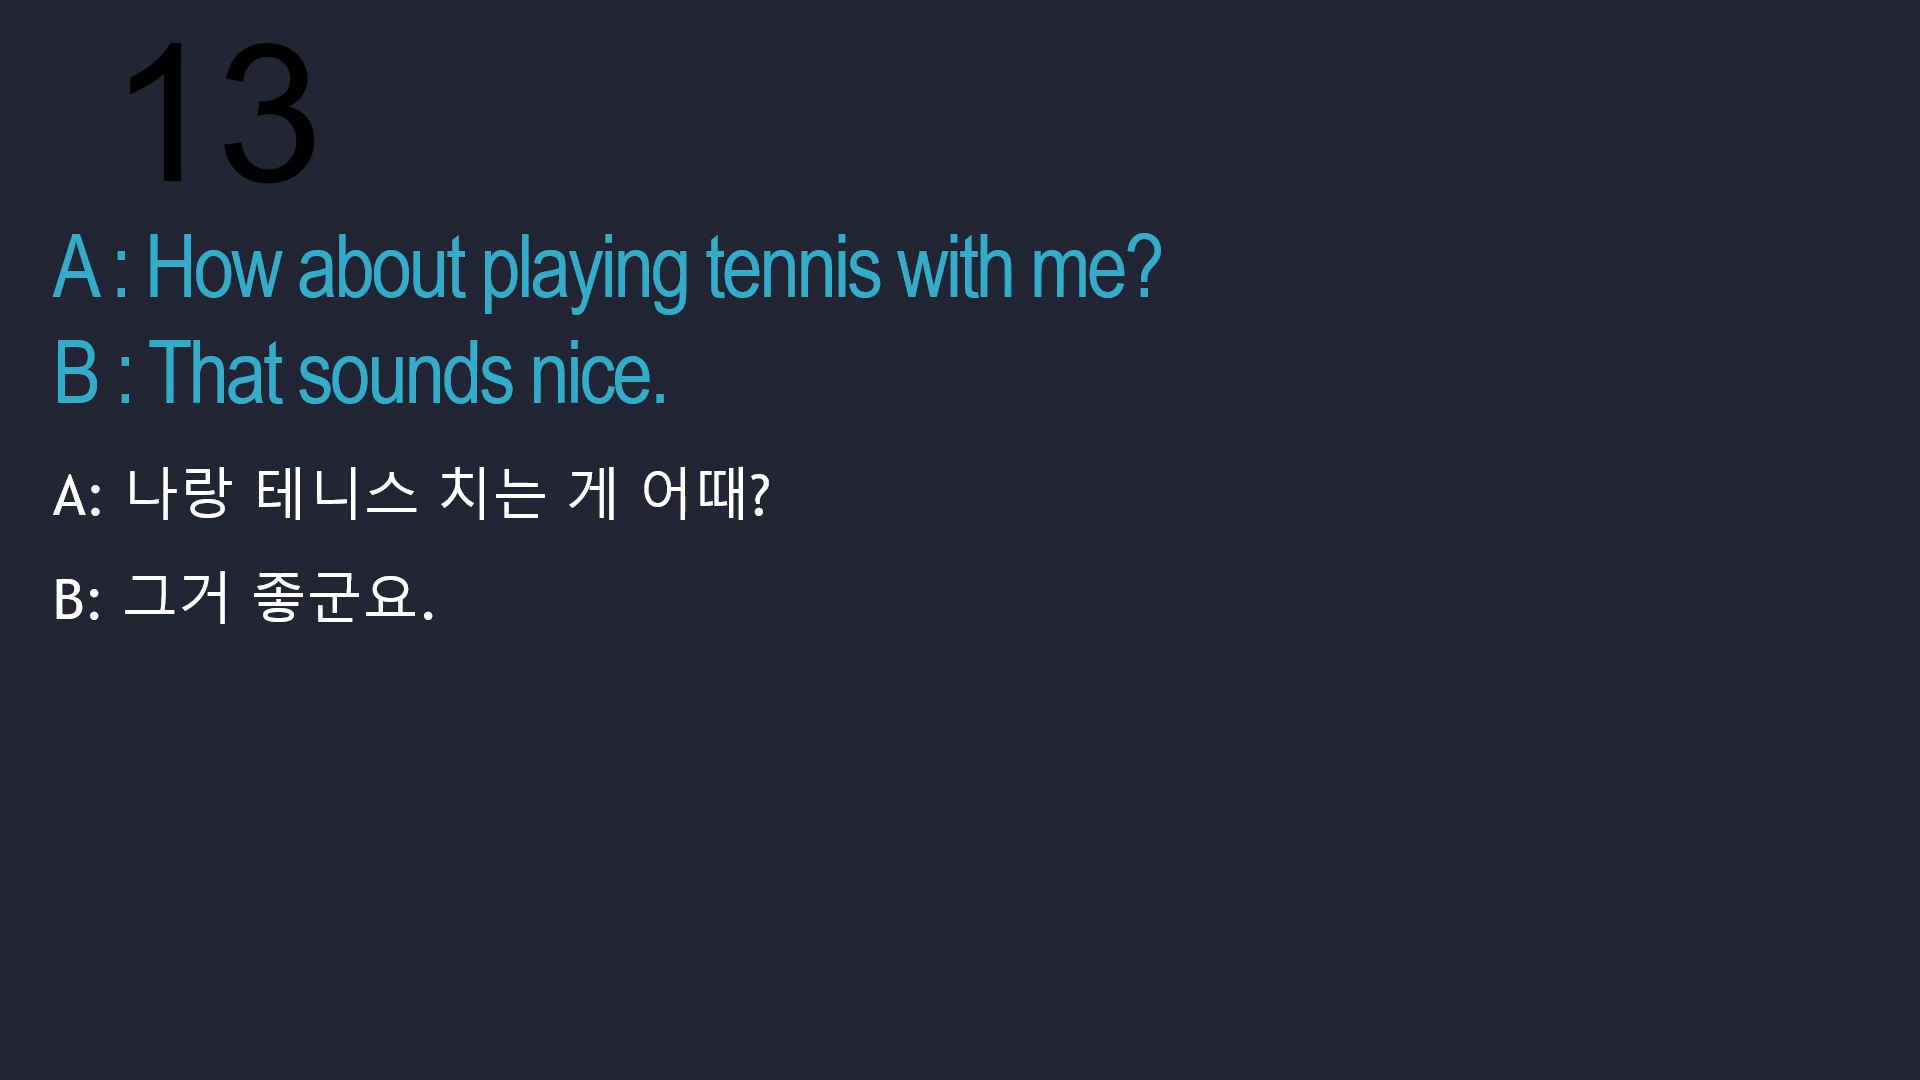 13
A : How about playing tennis with me?
B : That sounds nice.
A: 나랑 테니스 치는 게 어때?
B: 그거 좋군요.